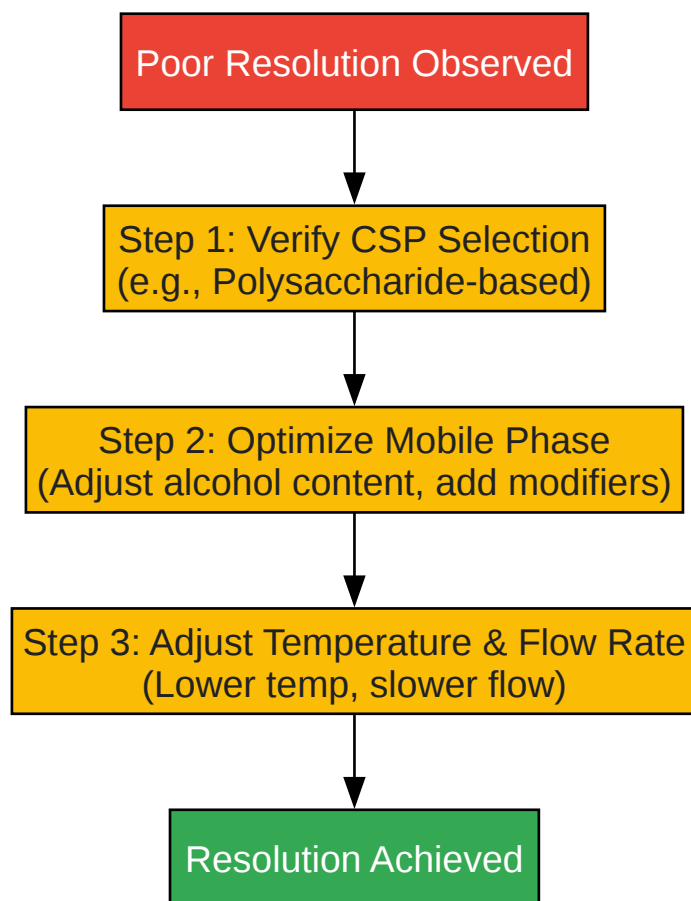 Poor Resolution Observed
Step 1: Verify CSP Selection
(e.g., Polysaccharide-based)
Step 2: Optimize Mobile Phase
(Adjust alcohol content, add modifiers)
Step 3: Adjust Temperature & Flow Rate
(Lower temp, slower flow)
Resolution Achieved